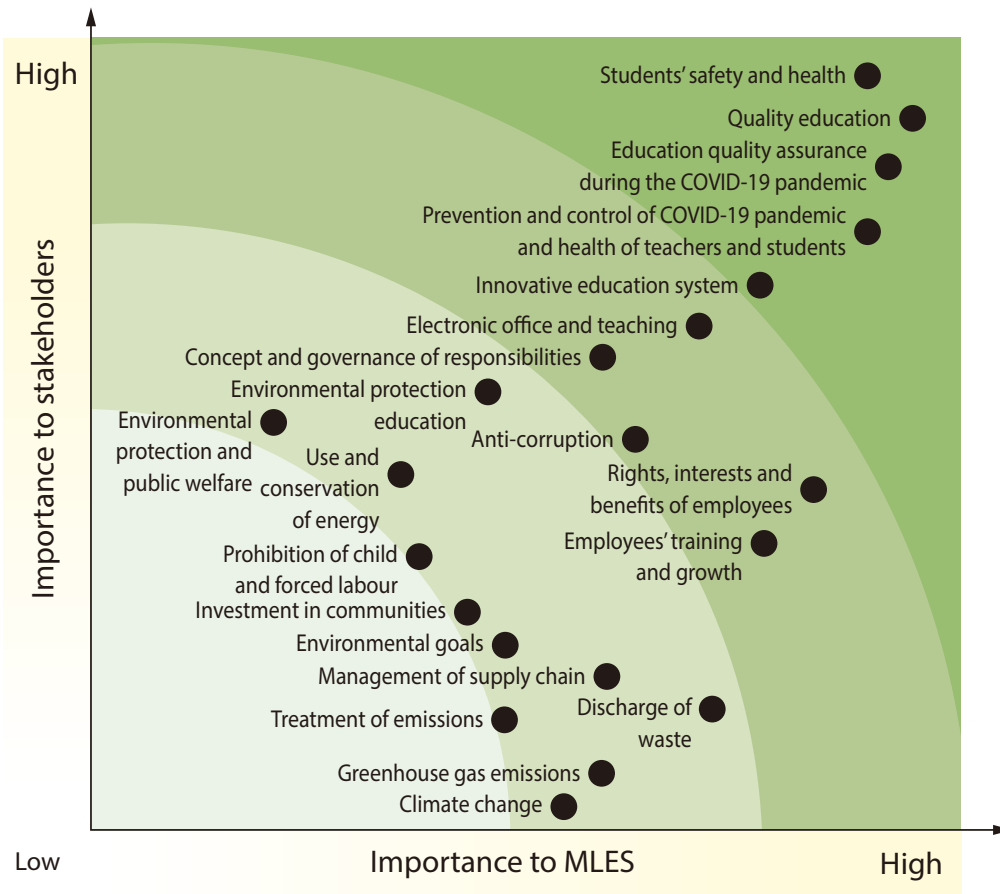 High
Students' safety and health
Quality education
Education quality assurance
during the COVID-19 pandemic
Prevention and control of COVID-19 pandemic
and health of teachers and students
Innovative education system
Electronic office and teaching
Concept and governance of responsibilities
Environmental protection
education
Environmental
protection and
public welfare
Anti-corruption
Use and
conservation
of energy
Rights, interests and
benefits of employees
Employees' training
and growth
Prohibition of child
and forced labour
Investment in communities
Environmental goals
Management of supply chain
Discharge of
waste
Treatment of emissions
Greenhouse gas emissions
Climate change
Importance to stakeholders
Low
Importance to MLES
High